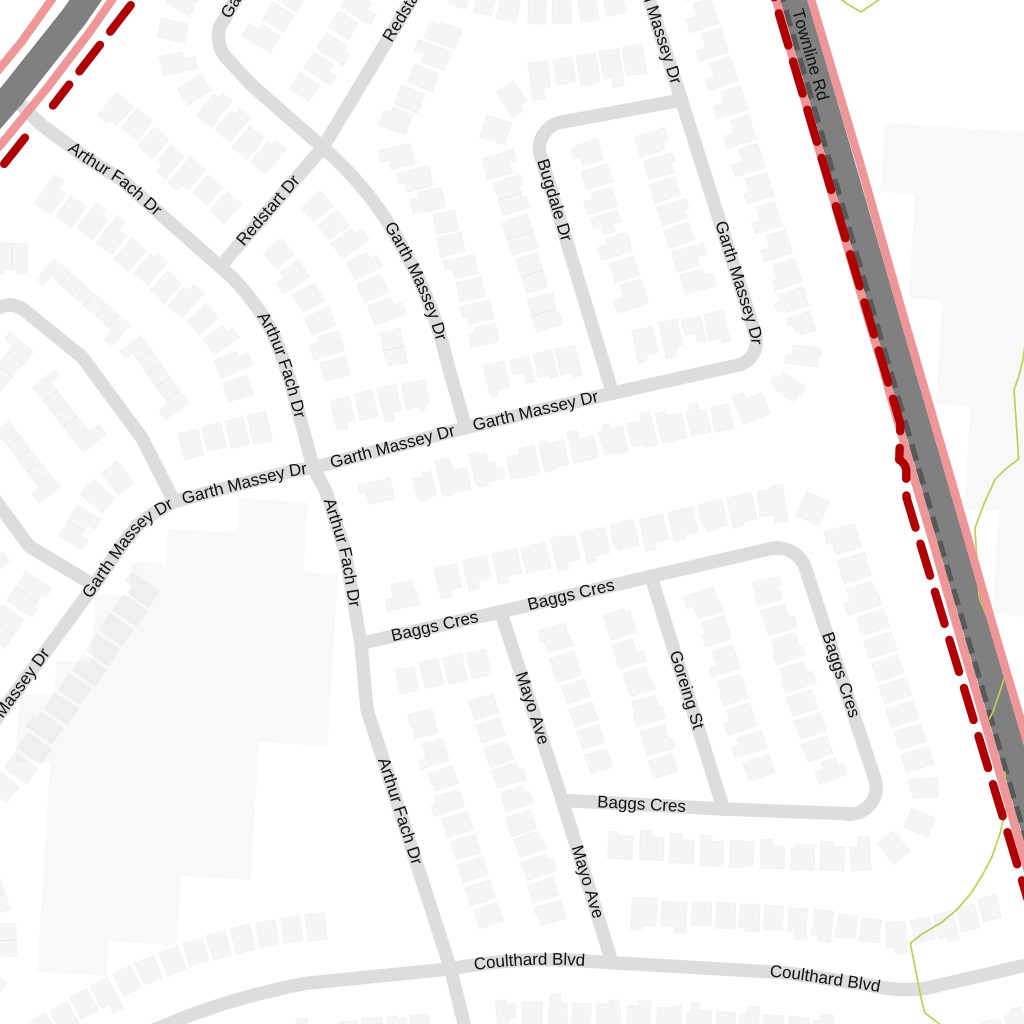 Ga
Redsta
h Massey Dr
Townline Rd
Arthur Fach Dr
Redstart Dr
Bugdale Dr
Garth Massey Dr
Garth Massey Dr
Arthur Fach Dr
Garth Massey Dr
Garth Massey Dr
Garth Massey Dr
Garth Massey Dr
Arthur Fach Dr
Baggs Cres
Baggs Cres
Massey Dr
Mayo Ave
Goreing St
Baggs Cres
Arthur Fach Dr
Baggs Cres
Mayo Ave
Coulthard Blvd
Coulthard Blvd